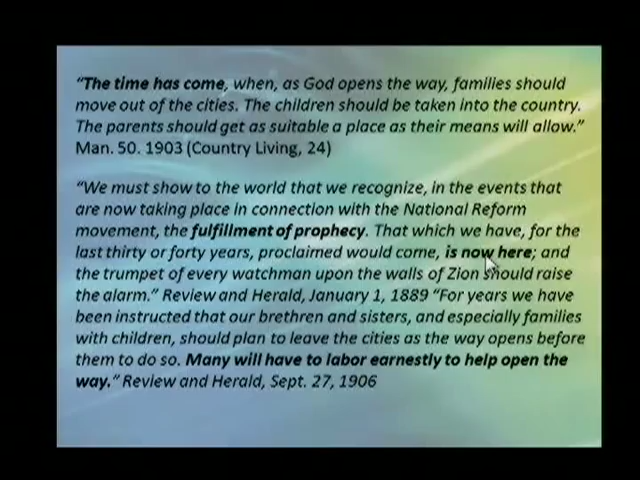 “The time has come, when, as God opens the way, families should
move out of the cities. The children should be taken into the country.
The parents should get as suitable a place as their means will allow.”
Man. 50. 1903 (Country Living, 24)
“We must show to the world that we recognize, in the events that
are now taking place in connection with the National Reform
movement, the fulfillment of prophecy. That which we have, for the
last thirty or forty years, proclaimed would come, is now here; and
the trumpet of every watchman upon the walls of Zion should raise
the alarm.” Review and Herald, January 1, 1889 “For years we have
been instructed that our brethren and sisters, and especially families
with children, should plan to leave the cities as the way opens before
them to do so. Many will have to labor earnestly to help open the
way.” Review and Herald, Sept. 27, 1906